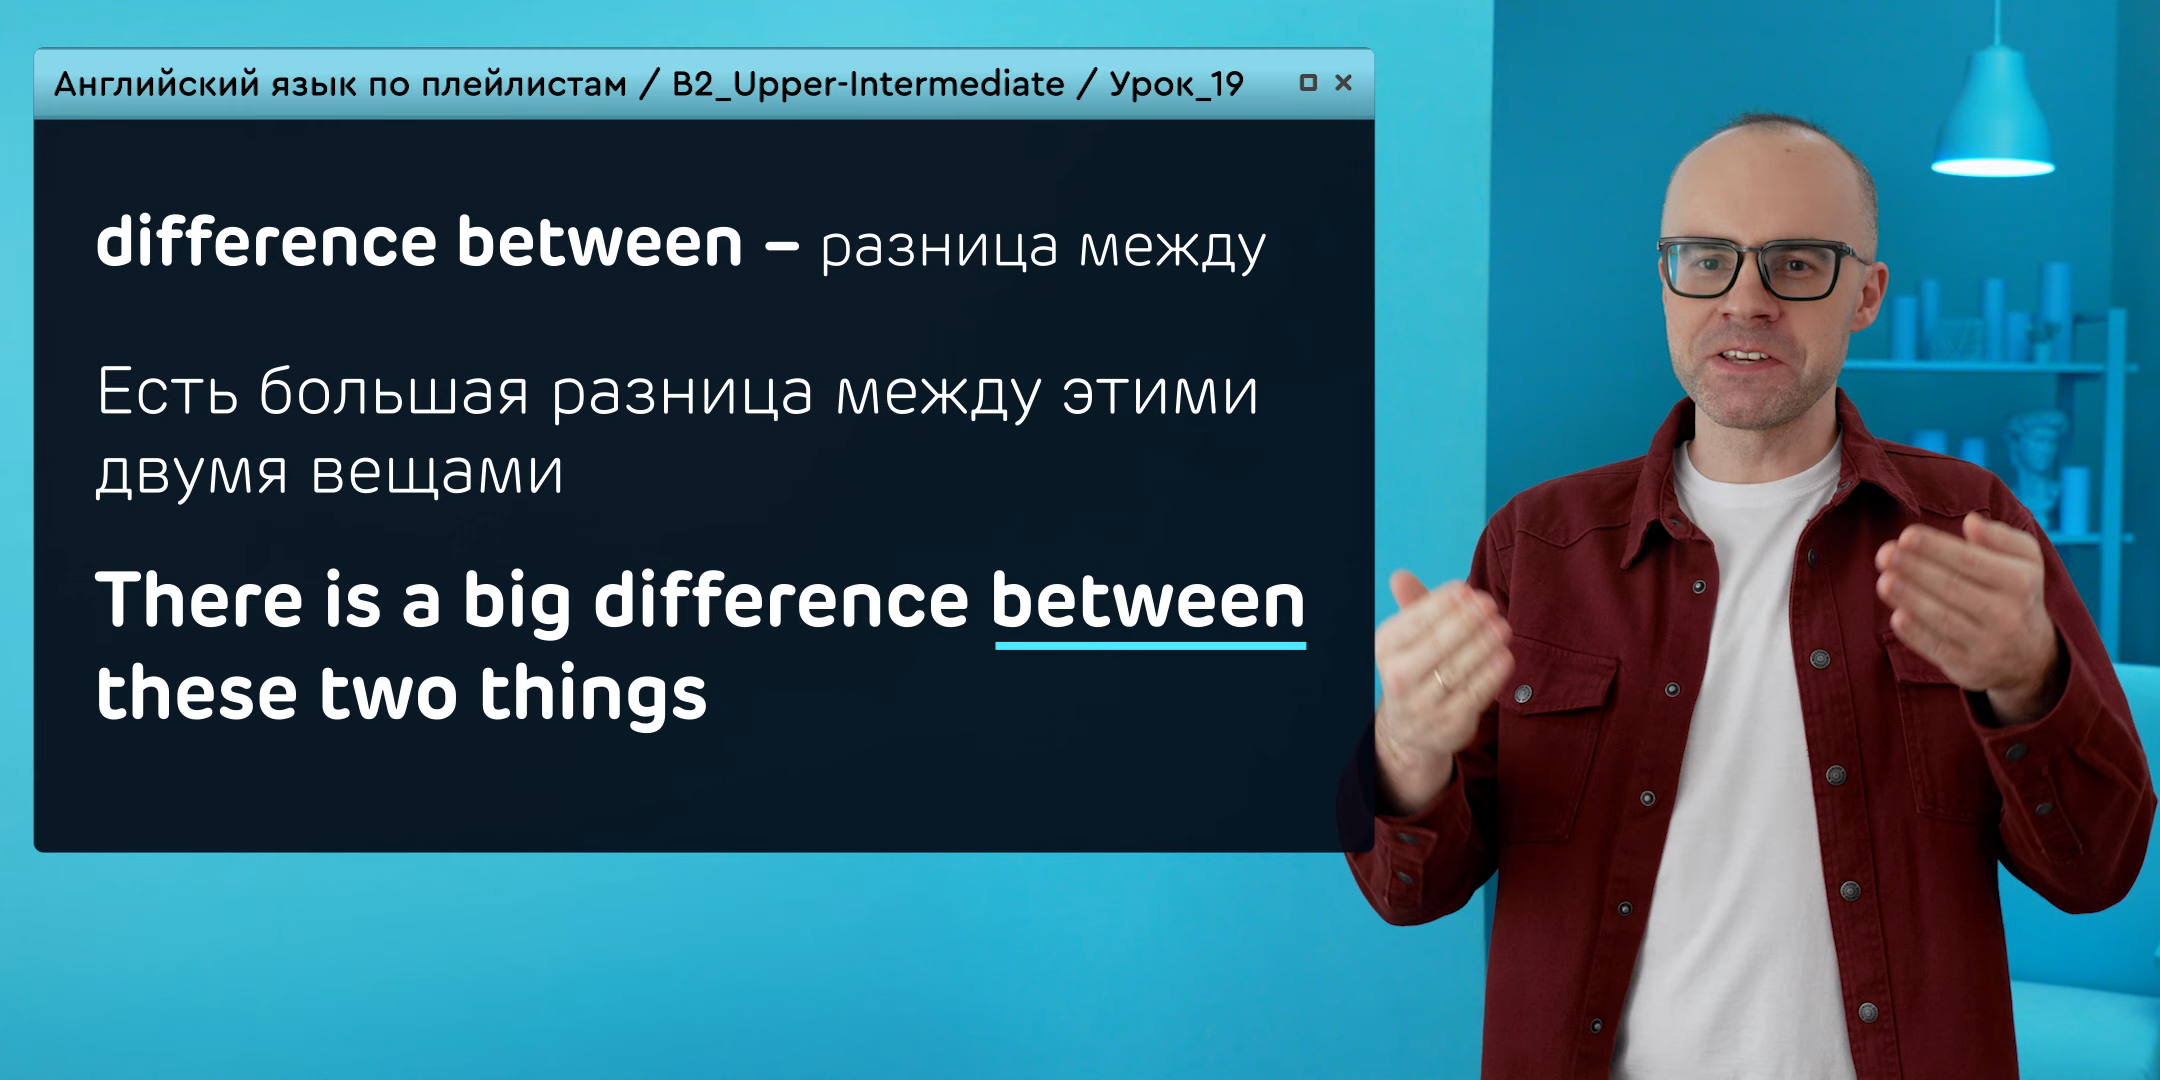 Английский язык по плейлистам / B2_Upper-Intermediate / Урок_19
difference between – разница между
Есть большая разница между этими
двумя вещами
There is a big difference between
these two things